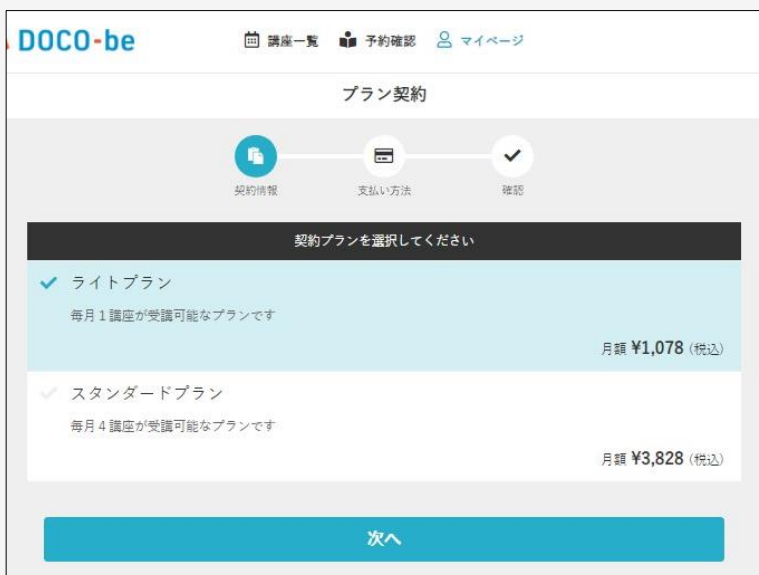 DOCO-be
講座一覧 予約確認 マイページ
プラン契約
契約情報 支払い方法 確認
契約プランを選択してください
ライトプラン
毎月1講座が受講可能なプランです
月額 ¥1,078 (税込)
スタンダードプラン
毎月4講座が受講可能なプランです
月額 ¥3,828 (税込)
次へ